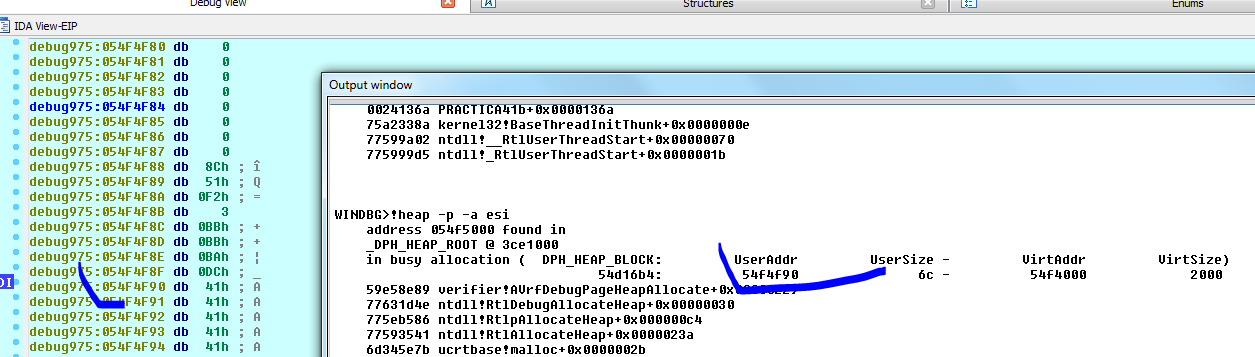 Debug View
Structures
Enums
IDA View-EIP
debug975:054F4F80 db 0
debug975:054F4F81 db 0
debug975:054F4F82 db 0
debug975:054F4F83 db 0
debug975:054F4F84 db 0
debug975:054F4F85 db 0
debug975:054F4F86 db 0
debug975:054F4F87 db 0
debug975:054F4F88 db 8Ch ; î
debug975:054F4F89 db 51h ; Q
debug975:054F4F8A db 0F2h ; =
debug975:054F4F8B db 3
debug975:054F4F8C db 0BBh ; +
debug975:054F4F8D db 0BBh ; +
debug975:054F4F8E db 0BAh ; ¦
debug975:054F4F8F db 0DCh ; _
debug975:054F4F90 db 41h ; A
debug975:054F4F91 db 41h ; A
debug975:054F4F92 db 41h ; A
debug975:054F4F93 db 41h ; A
debug975:054F4F94 db 41h ; A
DI
Output window
0024136a PRACTICA41b+0x0000136a
75a2338a kernel32!BaseThreadInitThunk+0x0000000e
77599a02 ntdll!__RtlUserThreadStart+0x00000070
775999d5 ntdll!_RtlUserThreadStart+0x0000001b
WINDBG>!heap -p -a esi
address 054f5000 found in
_DPH_HEAP_ROOT @ 3ce1000
in busy allocation ( DPH_HEAP_BLOCK: UserAddr UserSize - VirtAddr VirtSize)
54d16b4: 54f4f90 6c - 54f4000 2000
59e58e89 verifier!AVrfDebugPageHeapAllocate+
77631d4e ntdll!RtlDebugAllocateHeap+0x00000030
775eb586 ntdll!RtlpAllocateHeap+0x000000c4
77593541 ntdll!RtlAllocateHeap+0x0000023a
6d345e7b ucrtbase!malloc+0x0000002b